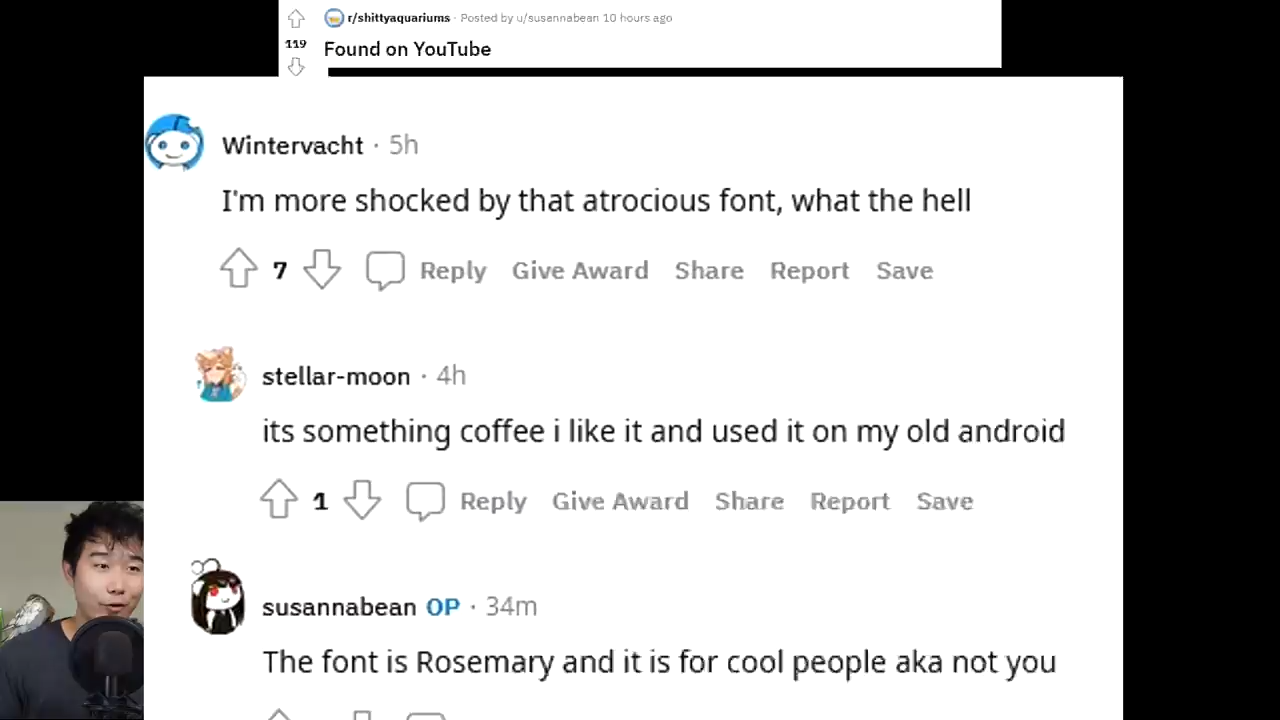 r/shittyaquariums · Posted by u/susannabean 10 hours ago
119
Found on YouTube
Wintervacht · 5h
I'm more shocked by that atrocious font, what the hell
7 Reply Give Award Share Report Save
stellar-moon · 4h
its something coffee i like it and used it on my old android
1 Reply Give Award Share Report Save
susannabean OP · 34m
The font is Rosemary and it is for cool people aka not you